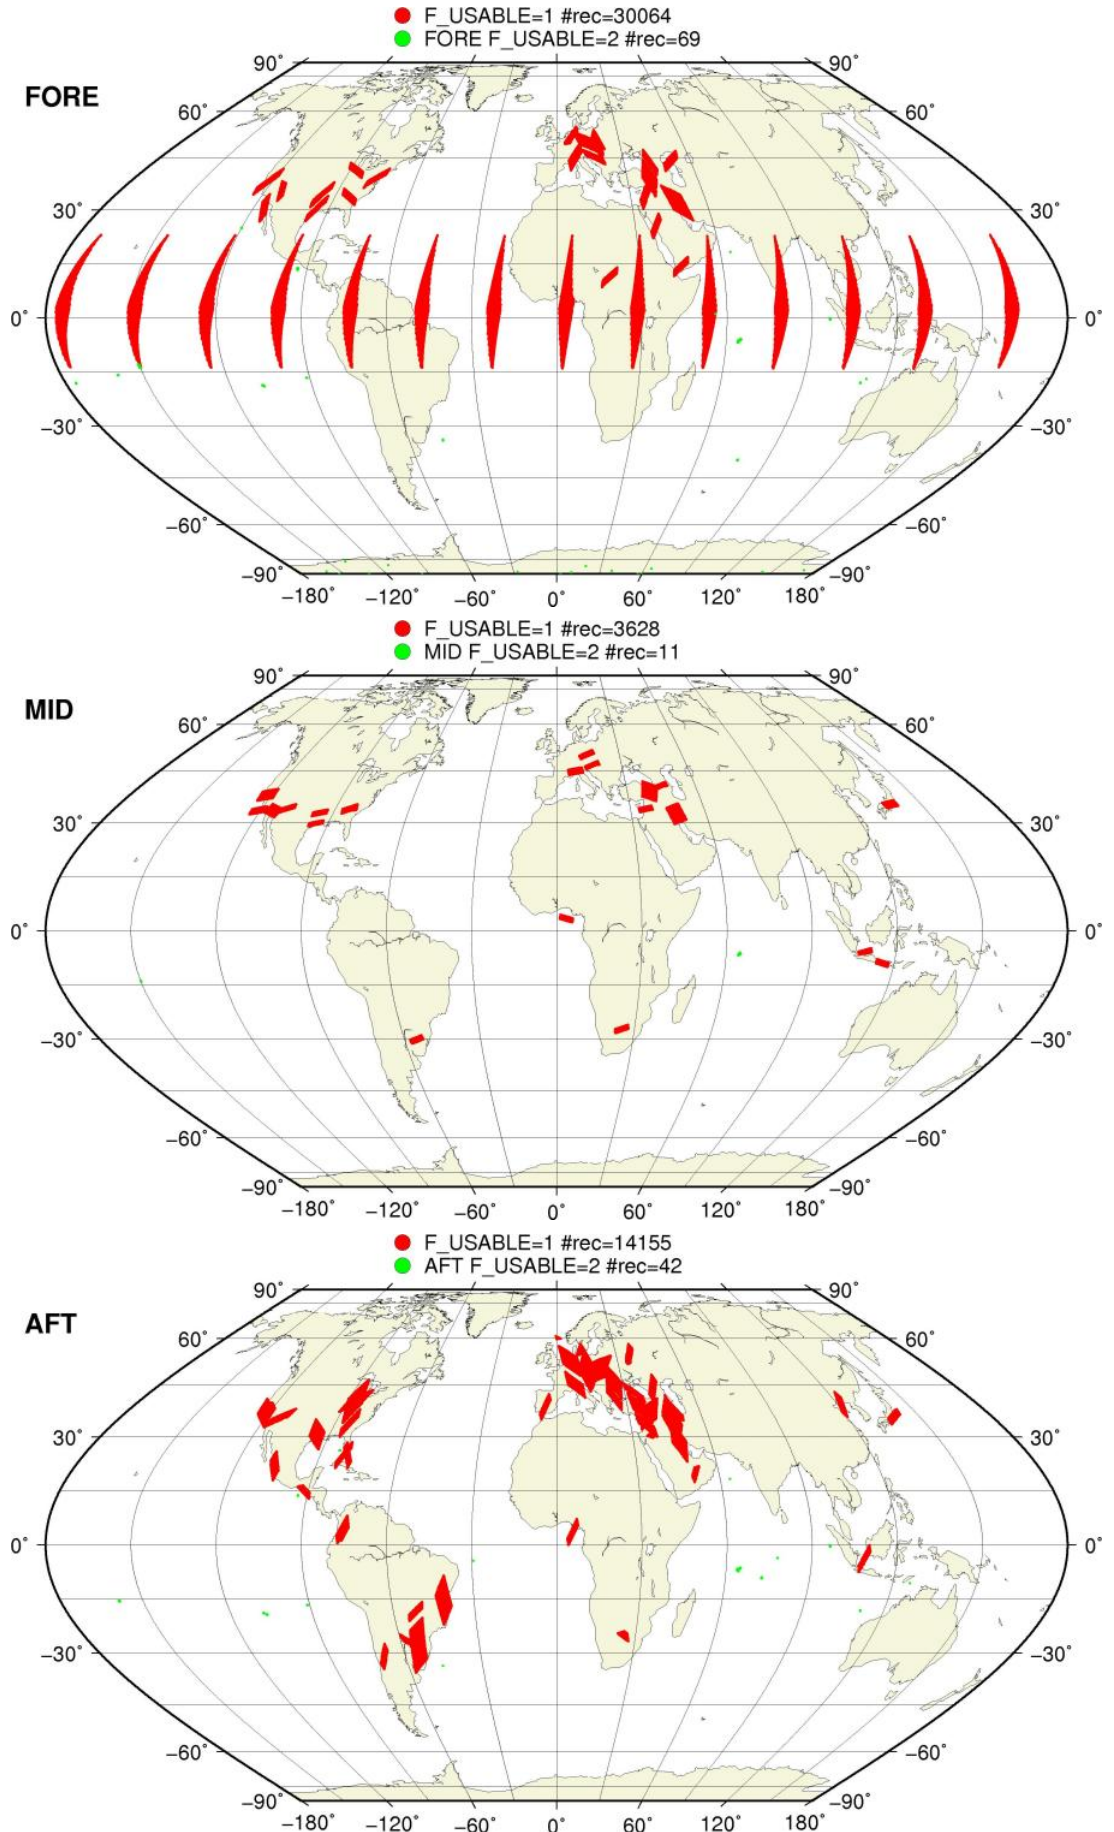 F_USABLE=1 #rec=30064
FORE F_USABLE=2 #rec=69
FORE
90° 90°
60° 60°
30° 30°
0° 0°
−30° −30°
−60° −60°
−90° −90°
−180° −120° −60° 0° 60° 120° 180°
F_USABLE=1 #rec=3628
MID F_USABLE=2 #rec=11
MID
90° 90°
60° 60°
30° 30°
0° 0°
−30° −30°
−60° −60°
−90° −90°
−180° −120° −60° 0° 60° 120° 180°
F_USABLE=1 #rec=14155
AFT F_USABLE=2 #rec=42
AFT
90° 90°
60° 60°
30° 30°
0° 0°
−30° −30°
−60° −60°
−90° −90°
−180° −120° −60° 0° 60° 120° 180°